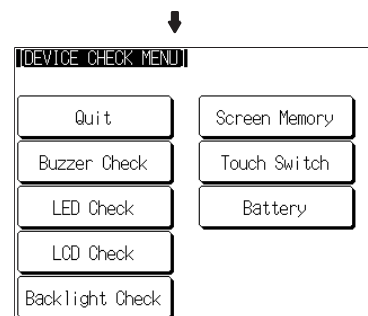 [DEVICE CHECK MENU]
Quit
Screen Memory
Buzzer Check
Touch Switch
LED Check
Battery
LCD Check
Backlight Check